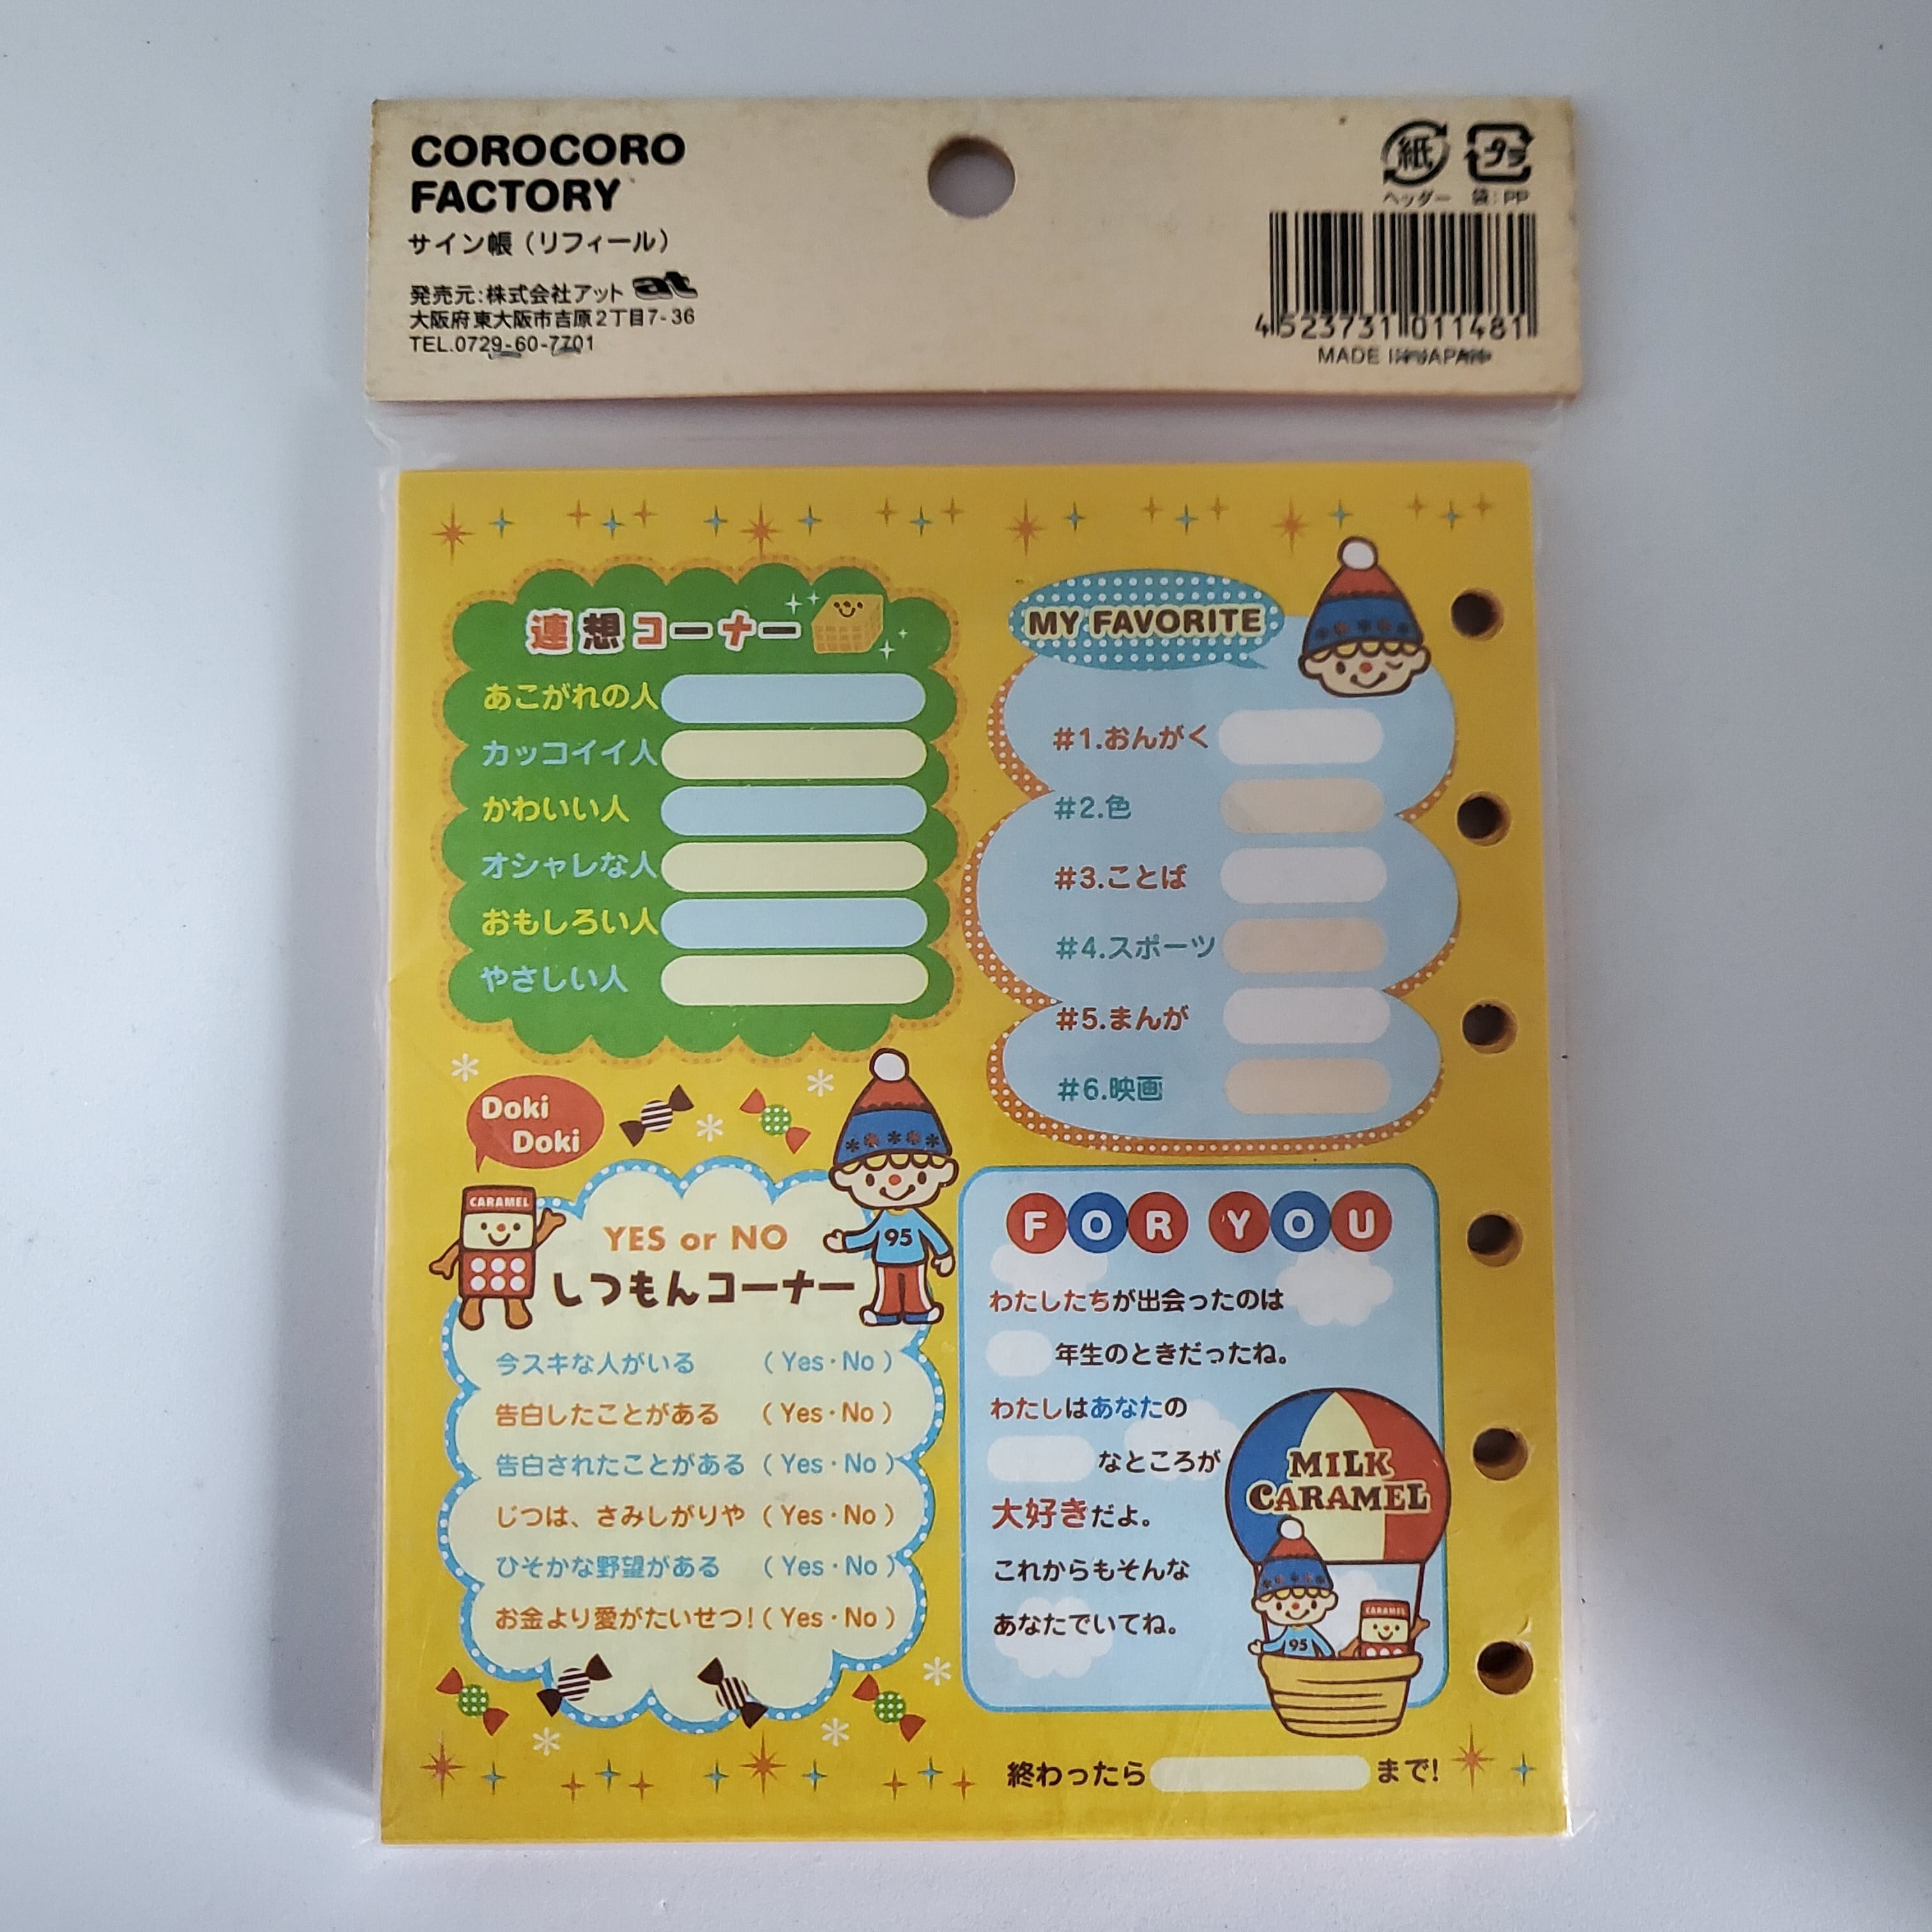 COROCORO
FACTORY
サイン帳(リフィール)
発売元:株式会社アット at
大阪府東大阪市吉原2丁目7-36
TEL.0729-60-7701
紙
プラ
ヘッダー 袋:PP
4523731011481
MADE IN JAPAN
連想コーナー
あこがれの人
カッコイイ人
かわいい人
オシャレな人
おもしろい人
やさしい人
MY FAVORITE
#1.おんがく
#2.色
#3.ことば
#4.スポーツ
#5.まんが
#6.映画
Doki
Doki
CARAMEL
95
YES or NO
しつもんコーナー
今スキな人がいる (Yes・No)
告白したことがある (Yes・No)
告白されたことがある (Yes・No)
じつは、さみしがりや (Yes・No)
ひそかな野望がある (Yes・No)
お金より愛がたいせつ! (Yes・No)
FOR YOU
わたしたちが出会ったのは
年生のときだったね。
わたしはあなたの
なところが
大好きだよ。
これからもそんな
あなたでいてね。
MILK
CARAMEL
CARAMEL
95
終わったら まで!